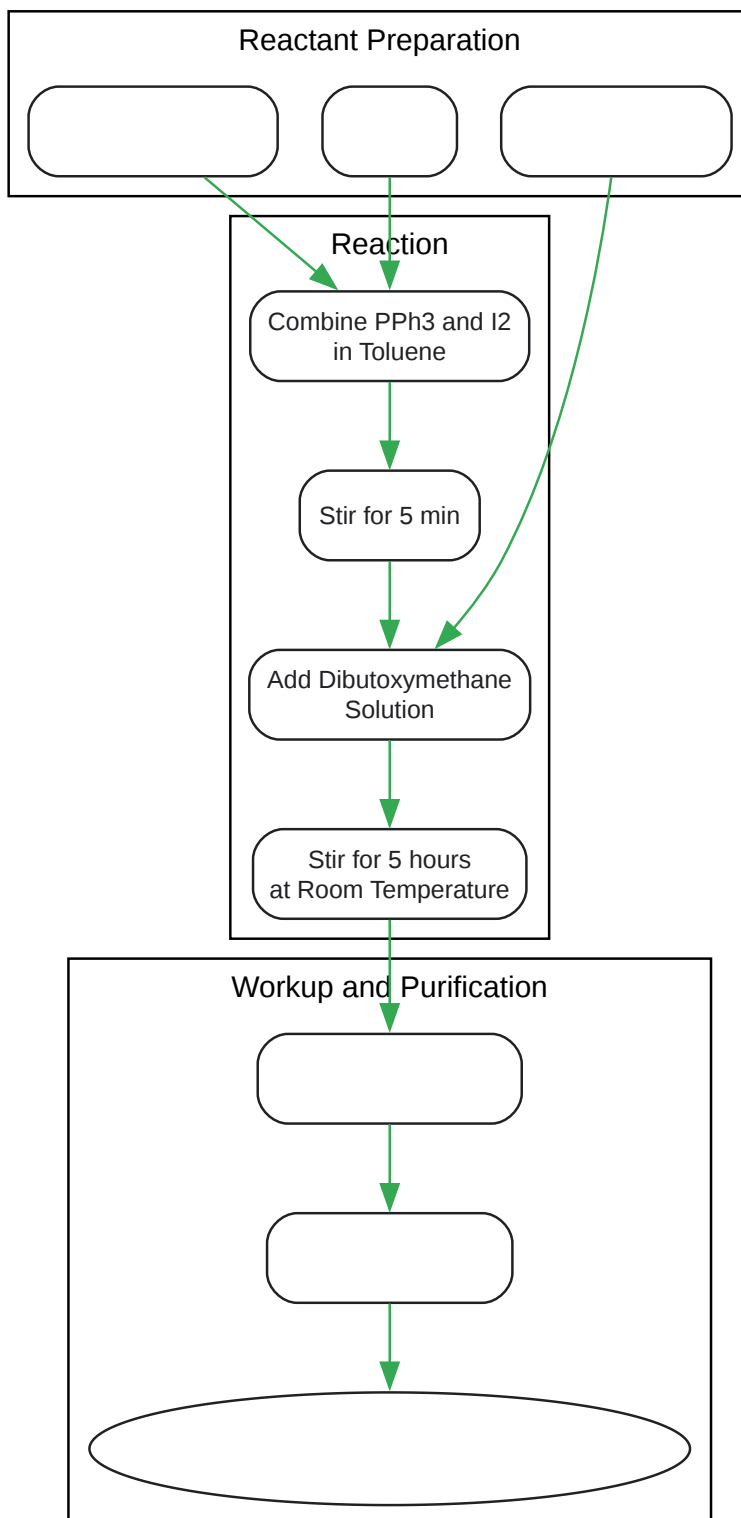 Reactant Preparation
Reaction
Combine PPh3 and I2
in Toluene
Stir for 5 min
Add Dibutoxymethane
Solution
Stir for 5 hours
at Room Temperature
Workup and Purification